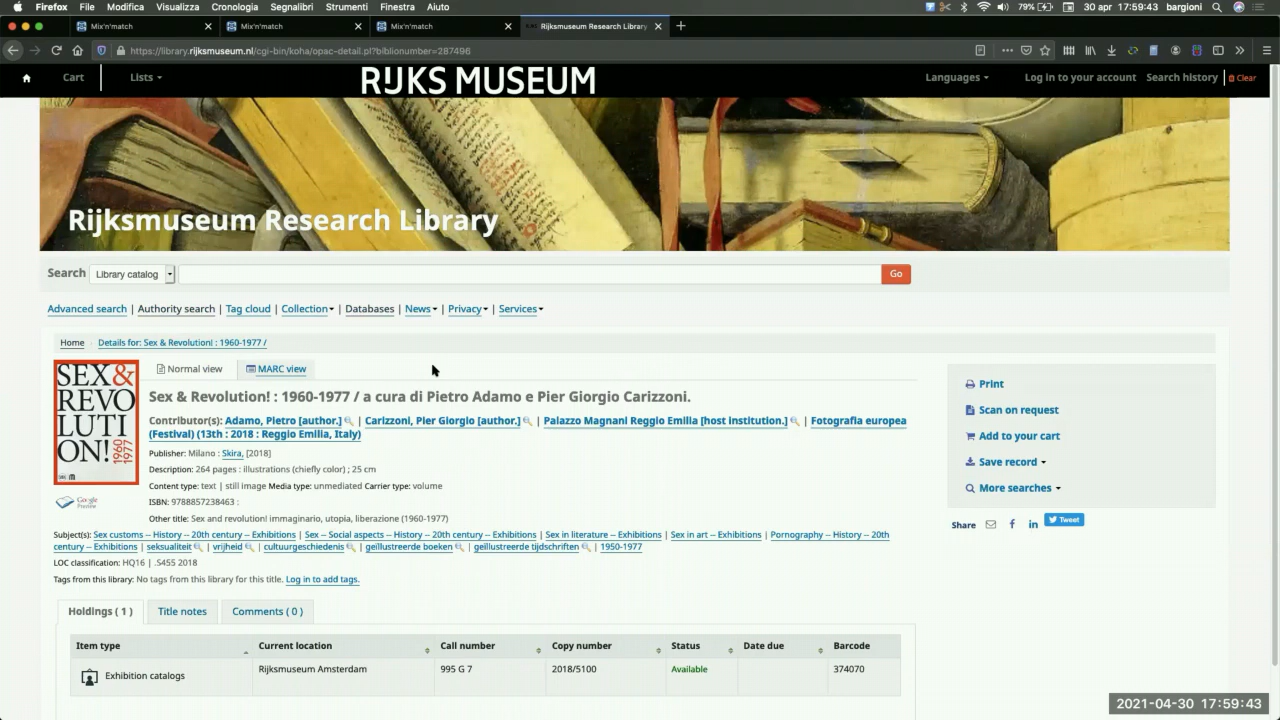 Firefox File Modifica Visualizza Cronologia Segnalibri Strumenti Finestra Aiuto 79% 30 apr 17:59:43 bargioni
Mix'n'match Mix'n'match Mix'n'match Rijksmuseum Research Library
https://library.rijksmuseum.nl/cgi-bin/koha/opac-detail.pl?biblionumber=287496
Cart Lists RIJKS MUSEUM Languages Log in to your account Search history Clear
Rijksmuseum Research Library
Search Library catalog Go
Advanced search | Authority search | Tag cloud | Collection | Databases | News | Privacy | Services
Home Details for: Sex & Revolution! : 1960-1977 /
SEX&
REVO
LUTI
ON!
1960
1977
Google
Preview
Normal view MARC view
Sex & Revolution! : 1960-1977 / a cura di Pietro Adamo e Pier Giorgio Carizzoni.
Contributor(s): Adamo, Pietro [author.] | Carizzoni, Pier Giorgio [author.] | Palazzo Magnani Reggio Emilia [host institution.] | Fotografia europea
(Festival) (13th : 2018 : Reggio Emilia, Italy)
Publisher: Milano : Skira, [2018]
Description: 264 pages : illustrations (chiefly color) ; 25 cm
Content type: text | still image Media type: unmediated Carrier type: volume
ISBN: 9788857238463 :
Other title: Sex and revolution! immaginario, utopia, liberazione (1960-1977)
Subject(s): Sex customs -- History -- 20th century -- Exhibitions | Sex -- Social aspects -- History -- 20th century -- Exhibitions | Sex in literature -- Exhibitions | Sex in art -- Exhibitions | Pornography -- History -- 20th
century -- Exhibitions | seksualiteit | vrijheid | cultuurgeschiedenis | geïllustreerde boeken | geïllustreerde tijdschriften | 1950-1977
LOC classification: HQ16 | .S455 2018
Tags from this library: No tags from this library for this title. Log in to add tags.
Print
Scan on request
Add to your cart
Save record
More searches
Share Tweet
Holdings ( 1 ) Title notes Comments ( 0 )
Item type Current location Call number Copy number Status Date due Barcode
Exhibition catalogs Rijksmuseum Amsterdam 995 G 7 2018/5100 Available 374070
2021-04-30 17:59:43